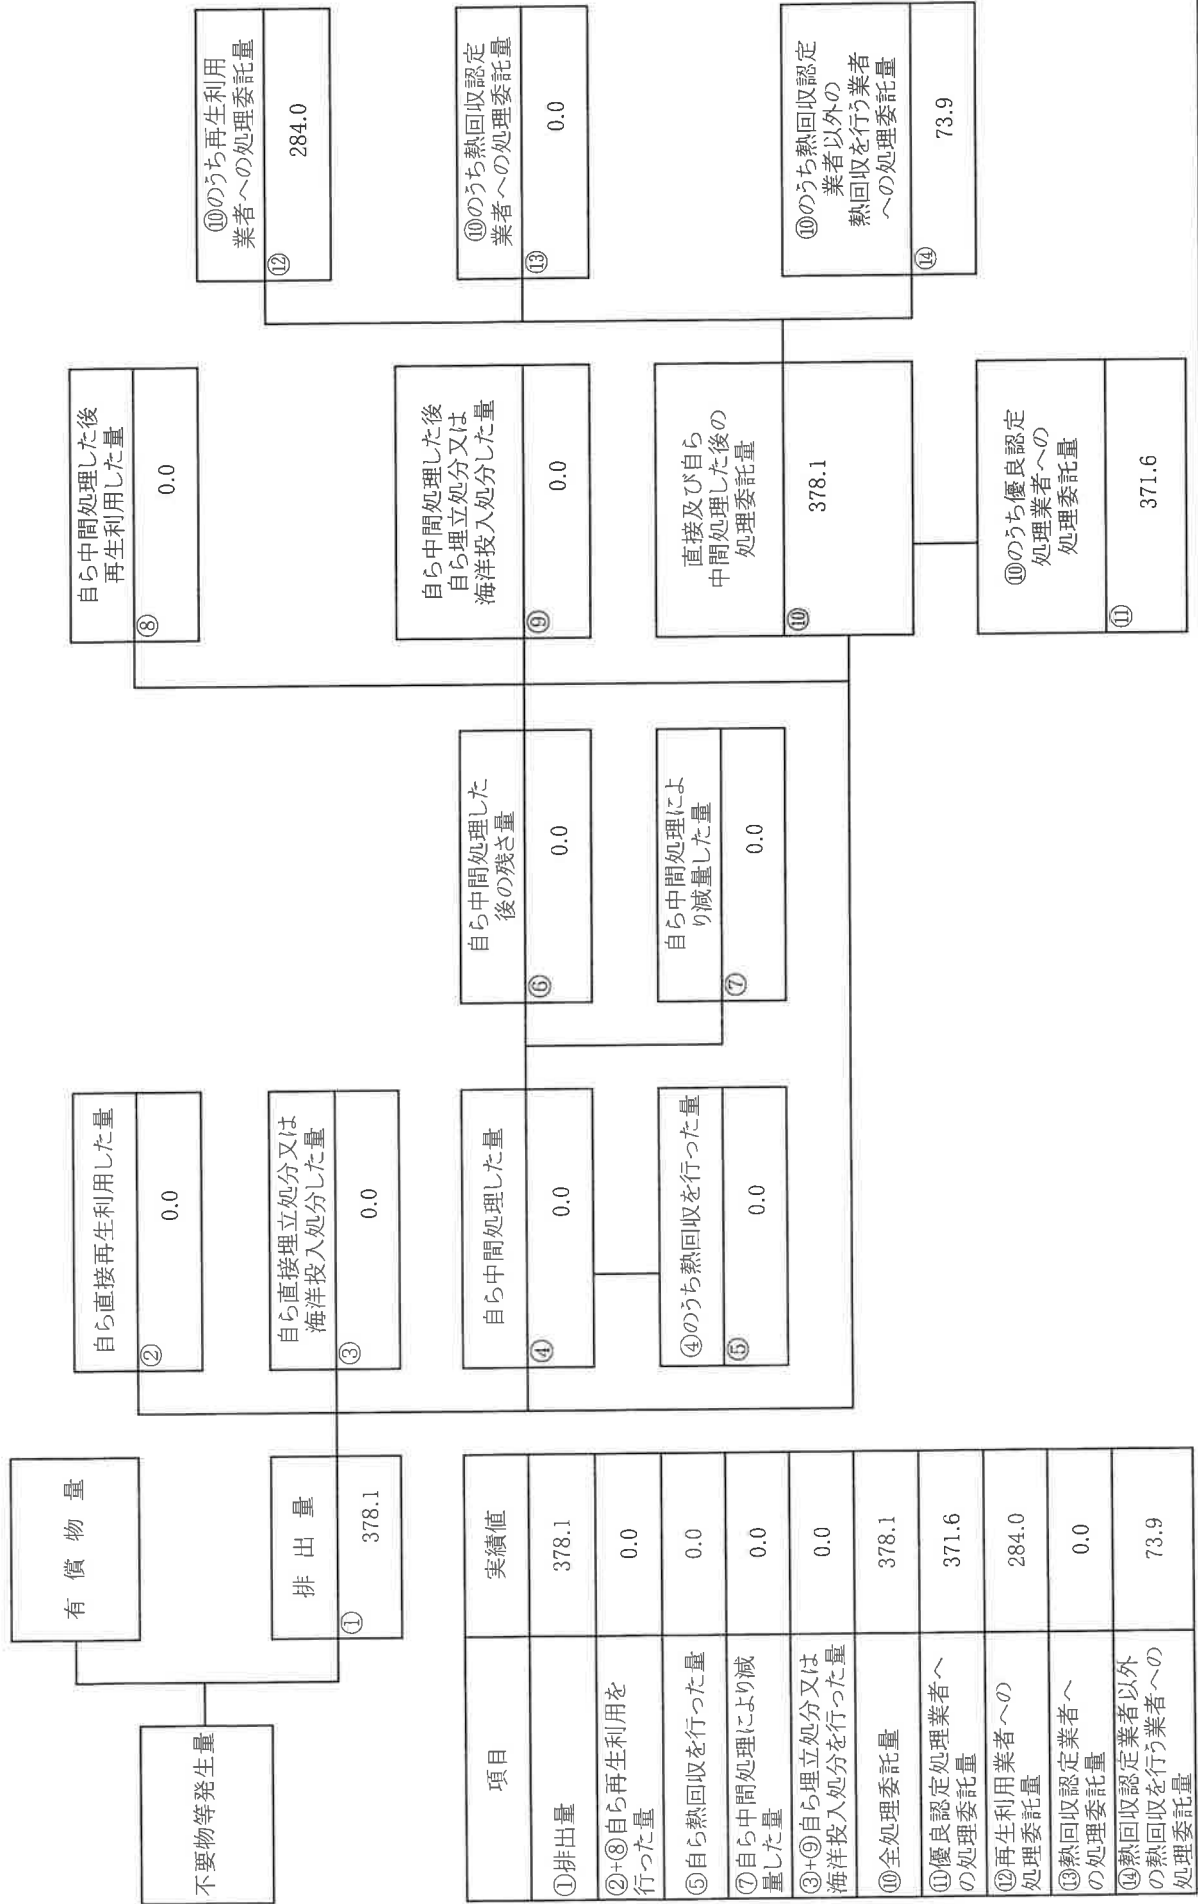 不要物等発生量
有 償 物 量
排 出 量
①
378.1
自ら直接再生利用した量
②
0.0
自ら直接埋立処分又は
海洋投入処分した量
③
0.0
自ら中間処理した量
④
0.0
④のうち熱回収を行った量
⑤
0.0
自ら中間処理した
後の残さ量
⑥
0.0
自ら中間処理によ
り減量した量
⑦
0.0
自ら中間処理した後
再生利用した量
⑧
0.0
自ら中間処理した後
自ら埋立処分又は
海洋投入処分した量
⑨
0.0
直接及び自ら
中間処理した後の
処理委託量
⑩
378.1
⑩のうち優良認定
処理業者への
処理委託量
⑪
371.6
⑩のうち再生利用
業者への処理委託量
⑫
284.0
⑩のうち熱回収認定
業者への処理委託量
⑬
0.0
⑩のうち熱回収認定
業者以外の
熱回収を行う業者
への処理委託量
⑭
73.9
項目
実績値
①排出量
378.1
②+⑧自ら再生利用を
行った量
0.0
⑤自ら熱回収を行った量
0.0
⑦自ら中間処理により減
量した量
0.0
③+⑨自ら埋立処分又は
海洋投入処分を行った量
0.0
⑩全処理委託量
378.1
⑪優良認定処理業者へ
の処理委託量
371.6
⑫再生利用業者への
処理委託量
284.0
⑬熱回収認定業者へ
の処理委託量
0.0
⑭熱回収認定業者以外
の熱回収を行う業者への
処理委託量
73.9